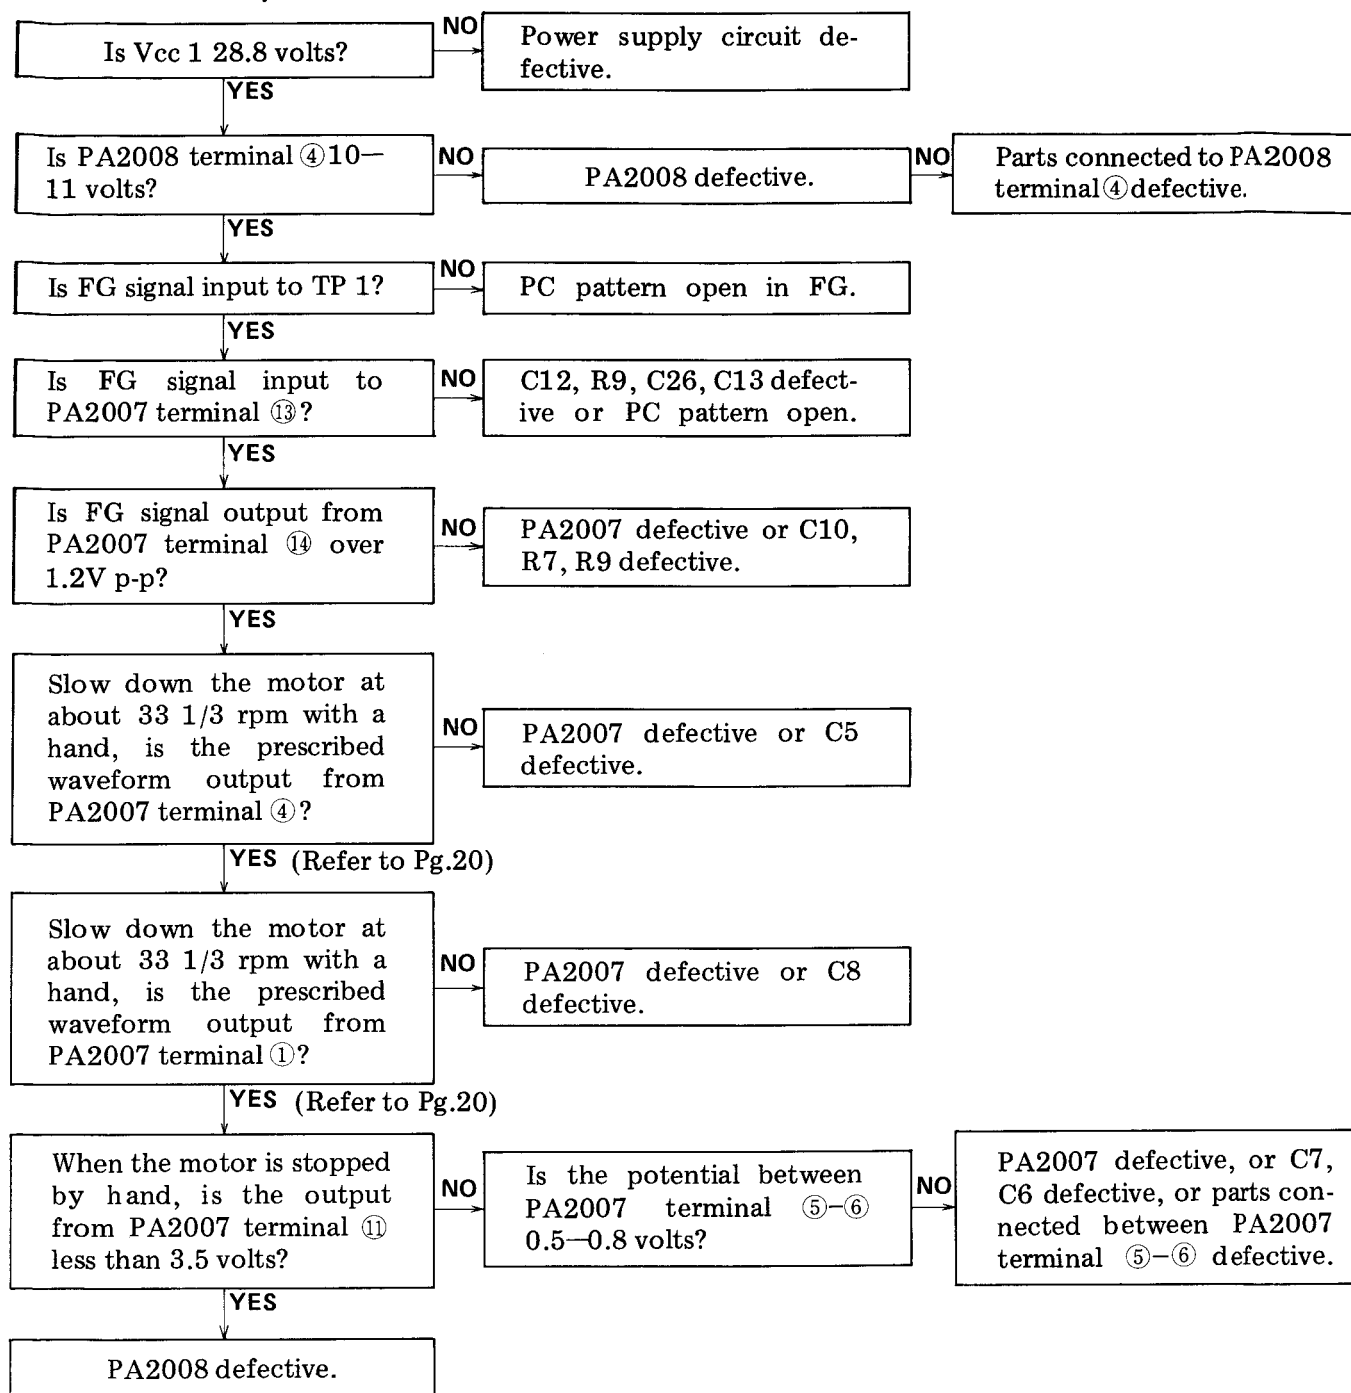 Is Vcc 1 28.8 volts?
NO
Power supply circuit de-
fective.
YES
Is PA2008 terminal ④ 10—
11 volts?
NO
PA2008 defective.
NO
Parts connected to PA2008
terminal ④ defective.
YES
Is FG signal input to TP 1?
NO
PC pattern open in FG.
YES
Is FG signal input to
PA2007 terminal ⑬?
NO
C12, R9, C26, C13 defect-
ive or PC pattern open.
YES
Is FG signal output from
PA2007 terminal ⑭ over
1.2V p-p?
NO
PA2007 defective or C10,
R7, R9 defective.
YES
Slow down the motor at
about 33 1/3 rpm with a
hand, is the prescribed
waveform output from
PA2007 terminal ④?
NO
PA2007 defective or C5
defective.
YES (Refer to Pg.20)
Slow down the motor at
about 33 1/3 rpm with a
hand, is the prescribed
waveform output from
PA2007 terminal ①?
NO
PA2007 defective or C8
defective.
YES (Refer to Pg.20)
When the motor is stopped
by hand, is the output
from PA2007 terminal ⑪
less than 3.5 volts?
NO
Is the potential between
PA2007 terminal ⑤-⑥
0.5—0.8 volts?
NO
PA2007 defective, or C7,
C6 defective, or parts con-
nected between PA2007
terminal ⑤-⑥ defective.
YES
PA2008 defective.